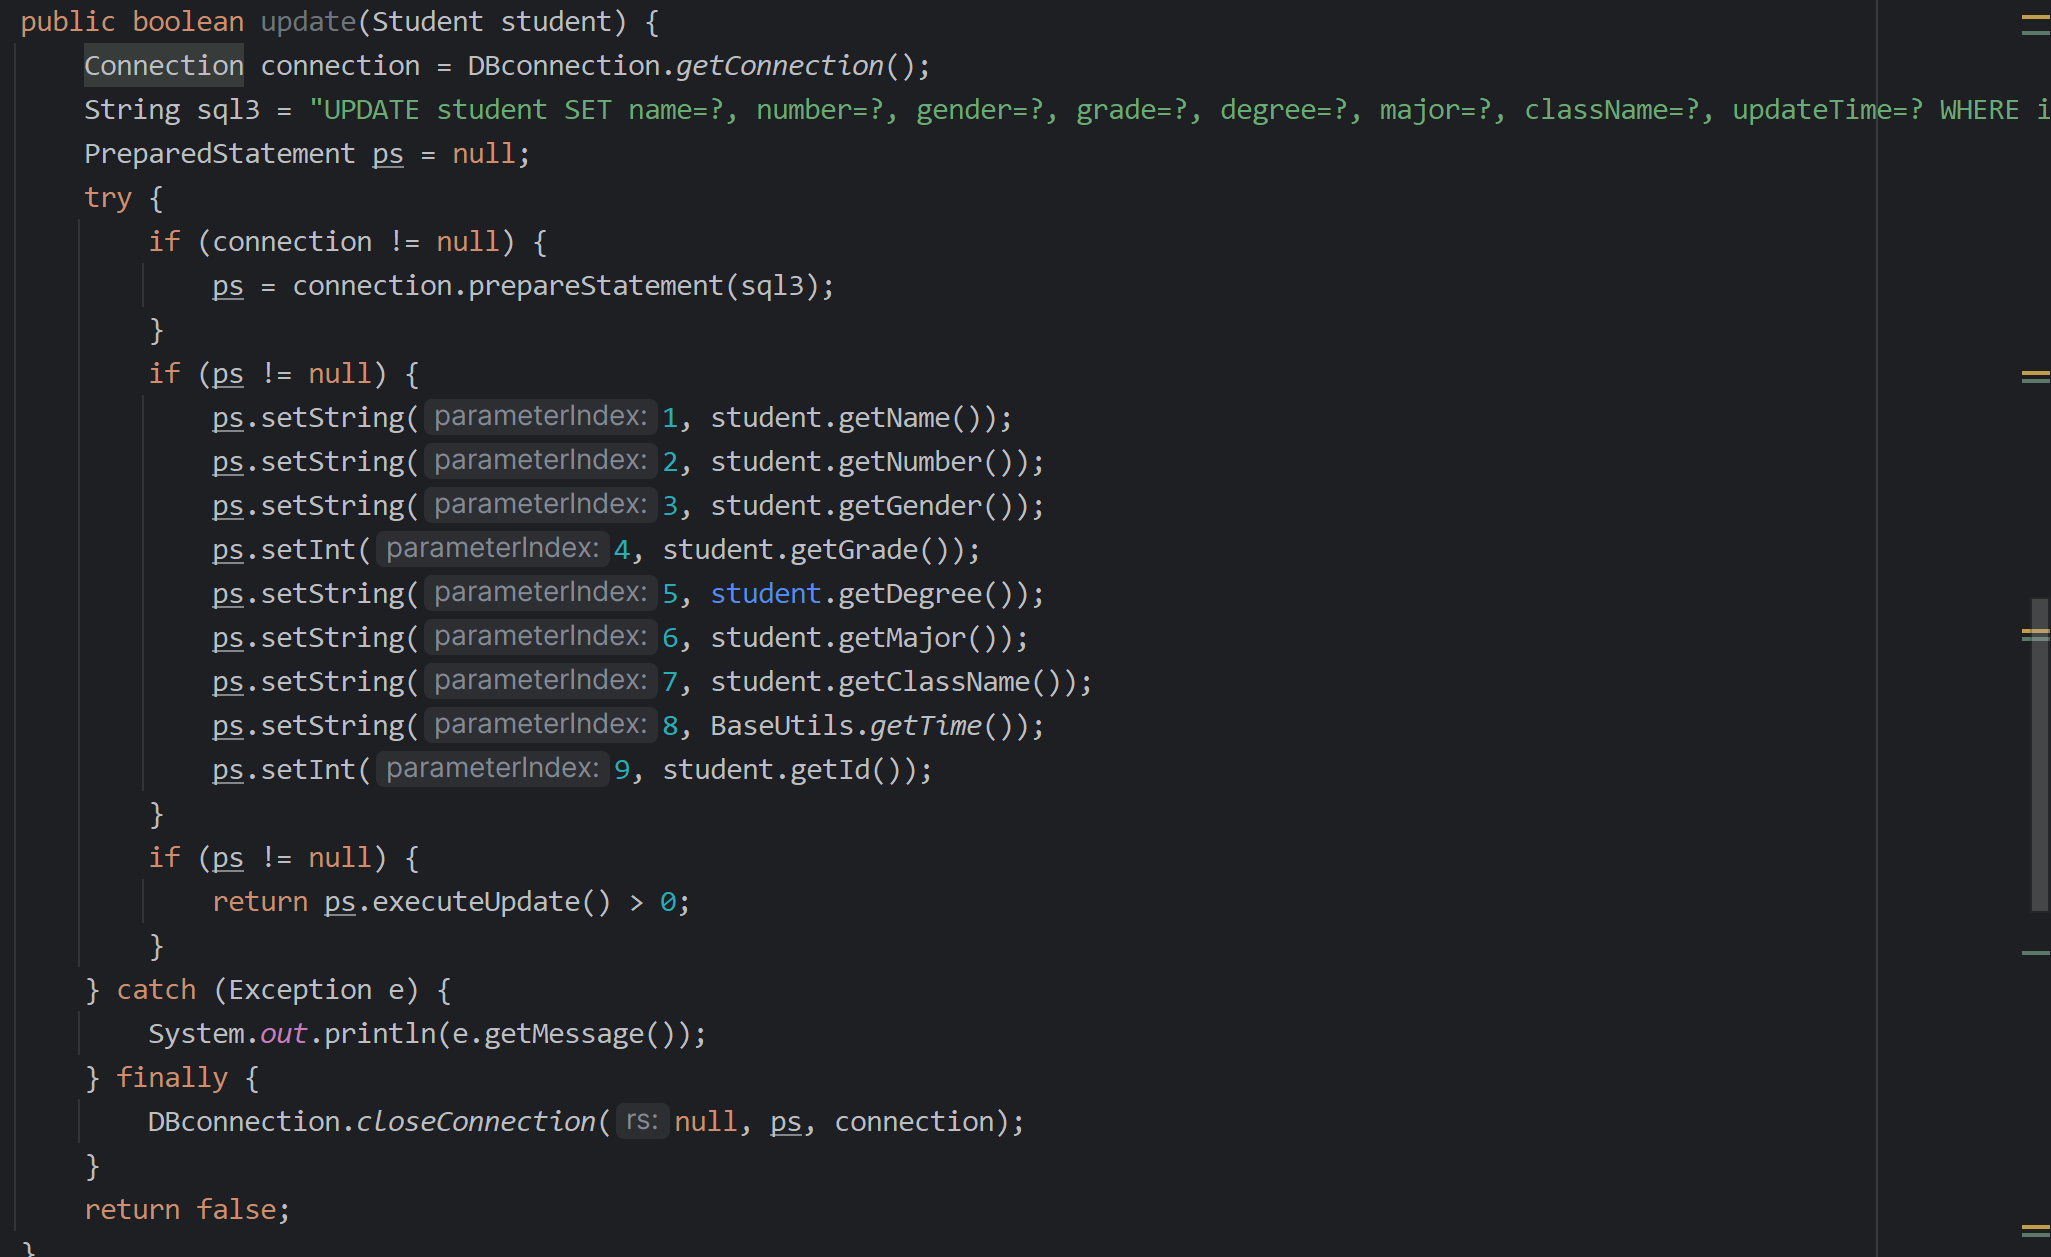 public boolean update(Student student) {
Connection connection = DBconnection.getConnection();
String sql3 = "UPDATE student SET name=?, number=?, gender=?, grade=?, degree=?, major=?, className=?, updateTime=? WHERE i
PreparedStatement ps = null;
try {
if (connection != null) {
ps = connection.prepareStatement(sql3);
}
if (ps != null) {
ps.setString( parameterIndex: 1, student.getName());
ps.setString( parameterIndex: 2, student.getNumber());
ps.setString( parameterIndex: 3, student.getGender());
ps.setInt( parameterIndex: 4, student.getGrade());
ps.setString( parameterIndex: 5, student.getDegree());
ps.setString( parameterIndex: 6, student.getMajor());
ps.setString( parameterIndex: 7, student.getClassName());
ps.setString( parameterIndex: 8, BaseUtils.getTime());
ps.setInt( parameterIndex: 9, student.getId());
}
if (ps != null) {
return ps.executeUpdate() > 0;
}
} catch (Exception e) {
System.out.println(e.getMessage());
} finally {
DBconnection.closeConnection( rs: null, ps, connection);
}
return false;
}